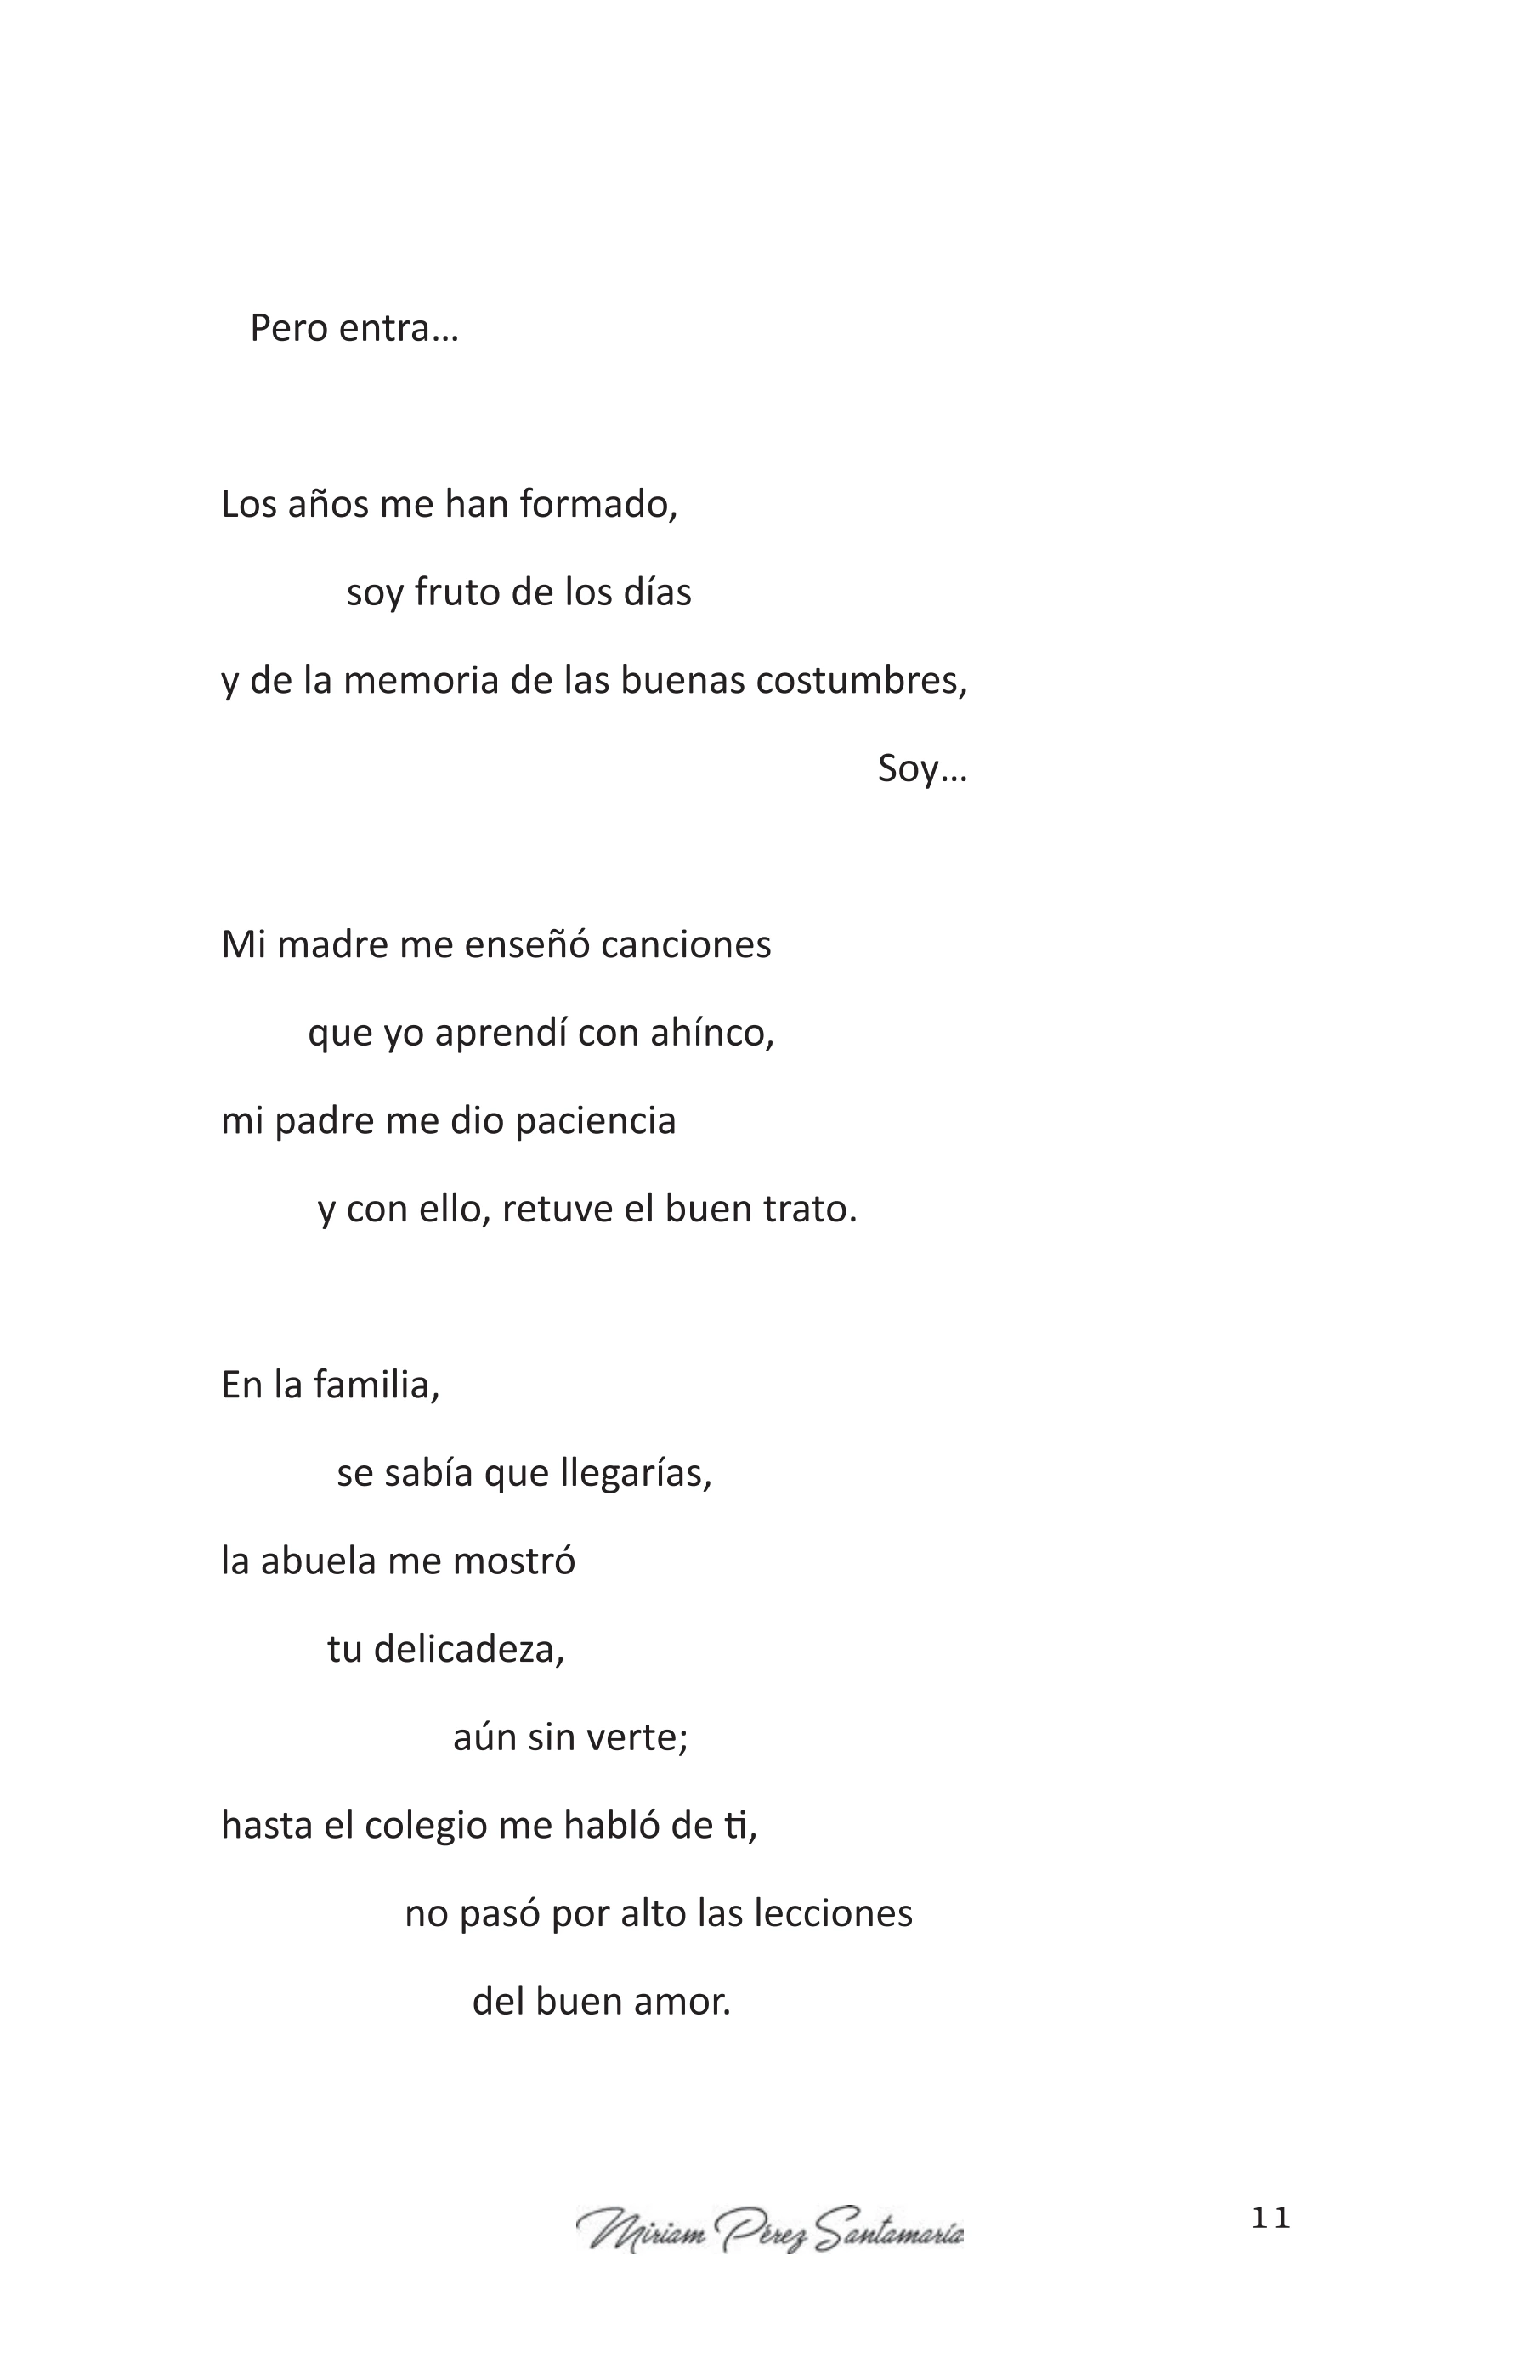 Pero entra...
Los años me han formado,
soy fruto de los días
y de la memoria de las buenas costumbres,
Soy...
Mi madre me enseñó canciones
que yo aprendí con ahínco,
mi padre me dio paciencia
y con ello, retuve el buen trato.
En la familia,
se sabía que llegarías,
la abuela me mostró
tu delicadeza,
aún sin verte;
hasta el colegio me habló de ti,
no pasó por alto las lecciones
del buen amor.
Miriam Pérez Santamaría
11